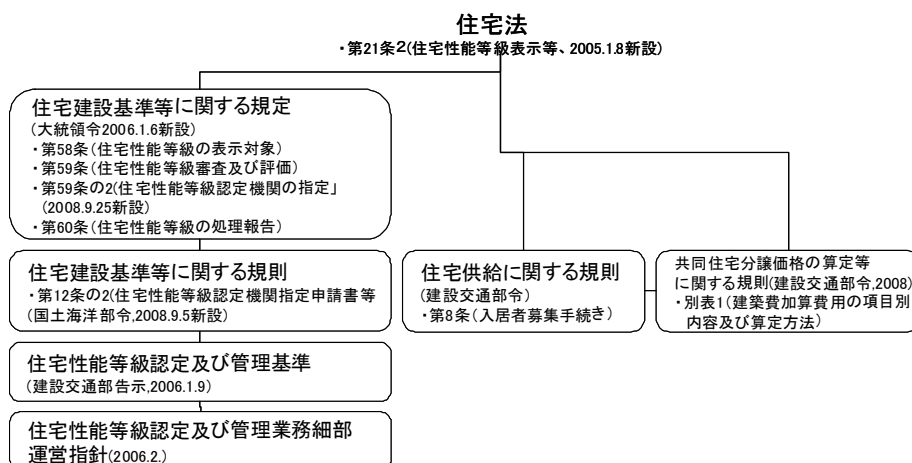 住宅法
・第21条2(住宅性能等級表示等、2005.1.8新設)
住宅建設基準等に関する規定
(大統領令2006.1.6新設)
・第58条(住宅性能等級の表示対象)
・第59条(住宅性能等級審査及び評価)
・第59条の2(住宅性能等級認定機関の指定」
(2008.9.25新設)
・第60条(住宅性能等級の処理報告)
住宅建設基準等に関する規則
・第12条の2(住宅性能等級認定機関指定申請書等
(国土海洋部令,2008.9.5新設)
住宅性能等級認定及び管理基準
(建設交通部告示,2006.1.9)
住宅性能等級認定及び管理業務細部
運営指針(2006.2.)
住宅供給に関する規則
(建設交通部令)
・第8条(入居者募集手続き)
共同住宅分譲価格の算定等
に関する規則(建設交通部令,2008)
・別表1(建築費加算費用の項目別
内容及び算定方法)